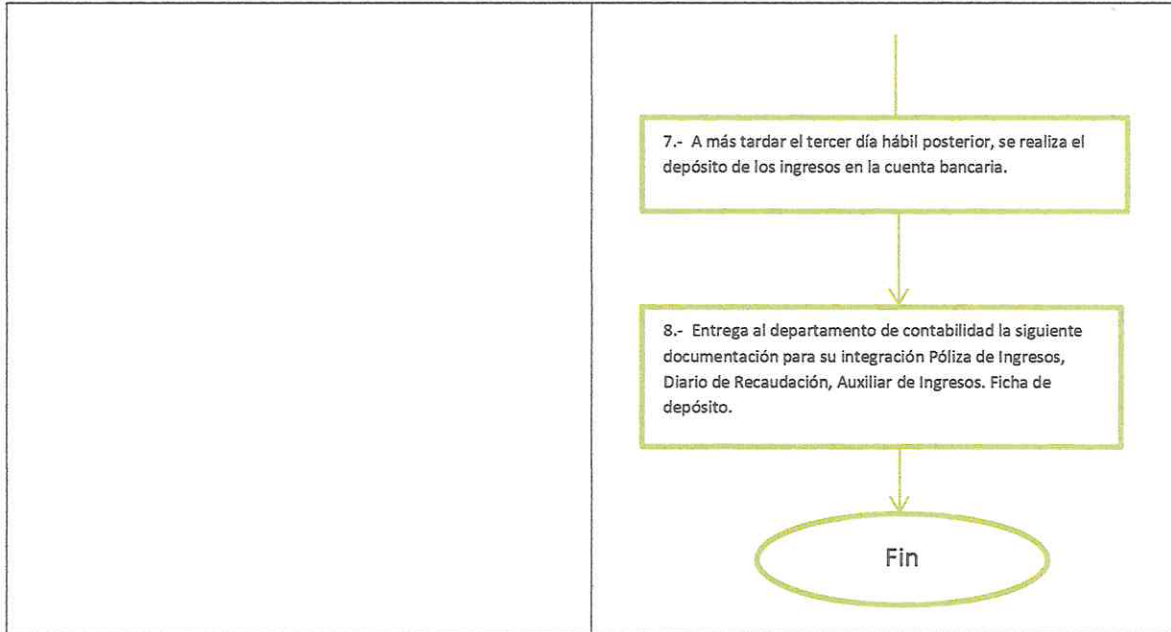 7.- A más tardar el tercer día hábil posterior, se realiza el
depósito de los ingresos en la cuenta bancaria.
8.- Entrega al departamento de contabilidad la siguiente
documentación para su integración Póliza de Ingresos,
Diario de Recaudación, Auxiliar de Ingresos. Ficha de
depósito.
Fin